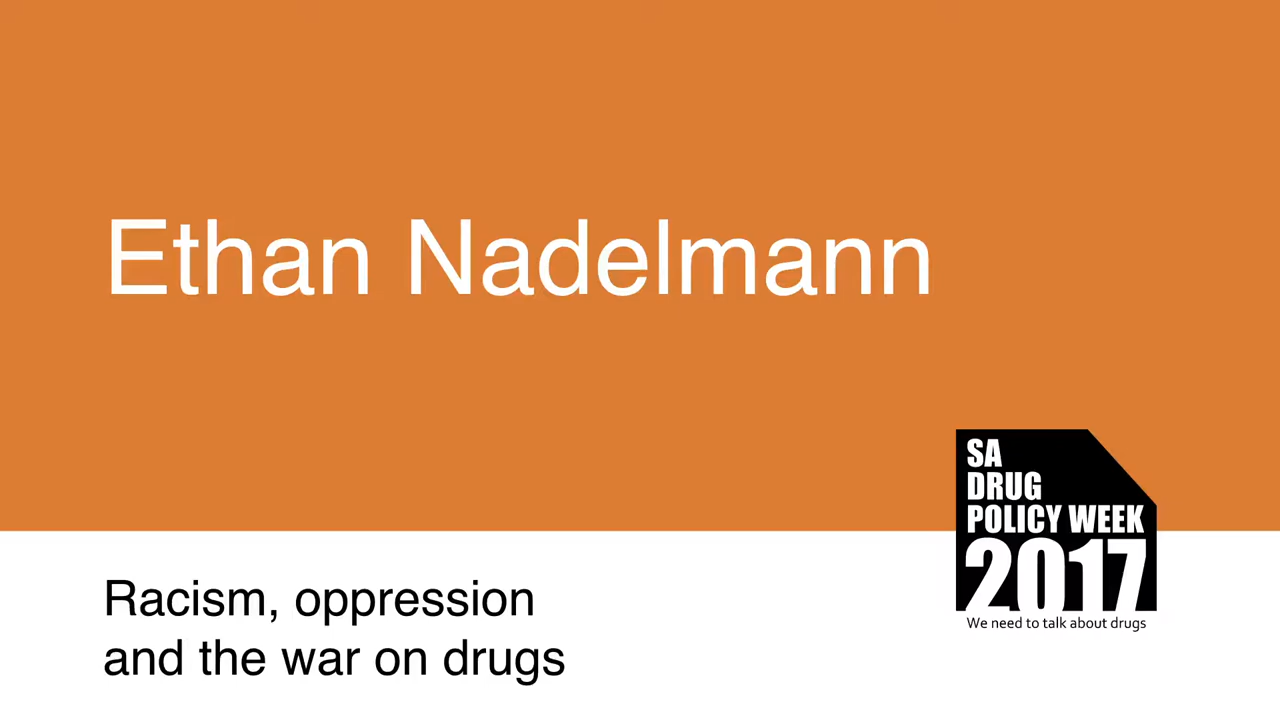 Ethan Nadelmann
SA
DRUG
POLICY WEEK
2017
We need to talk about drugs
Racism, oppression
and the war on drugs